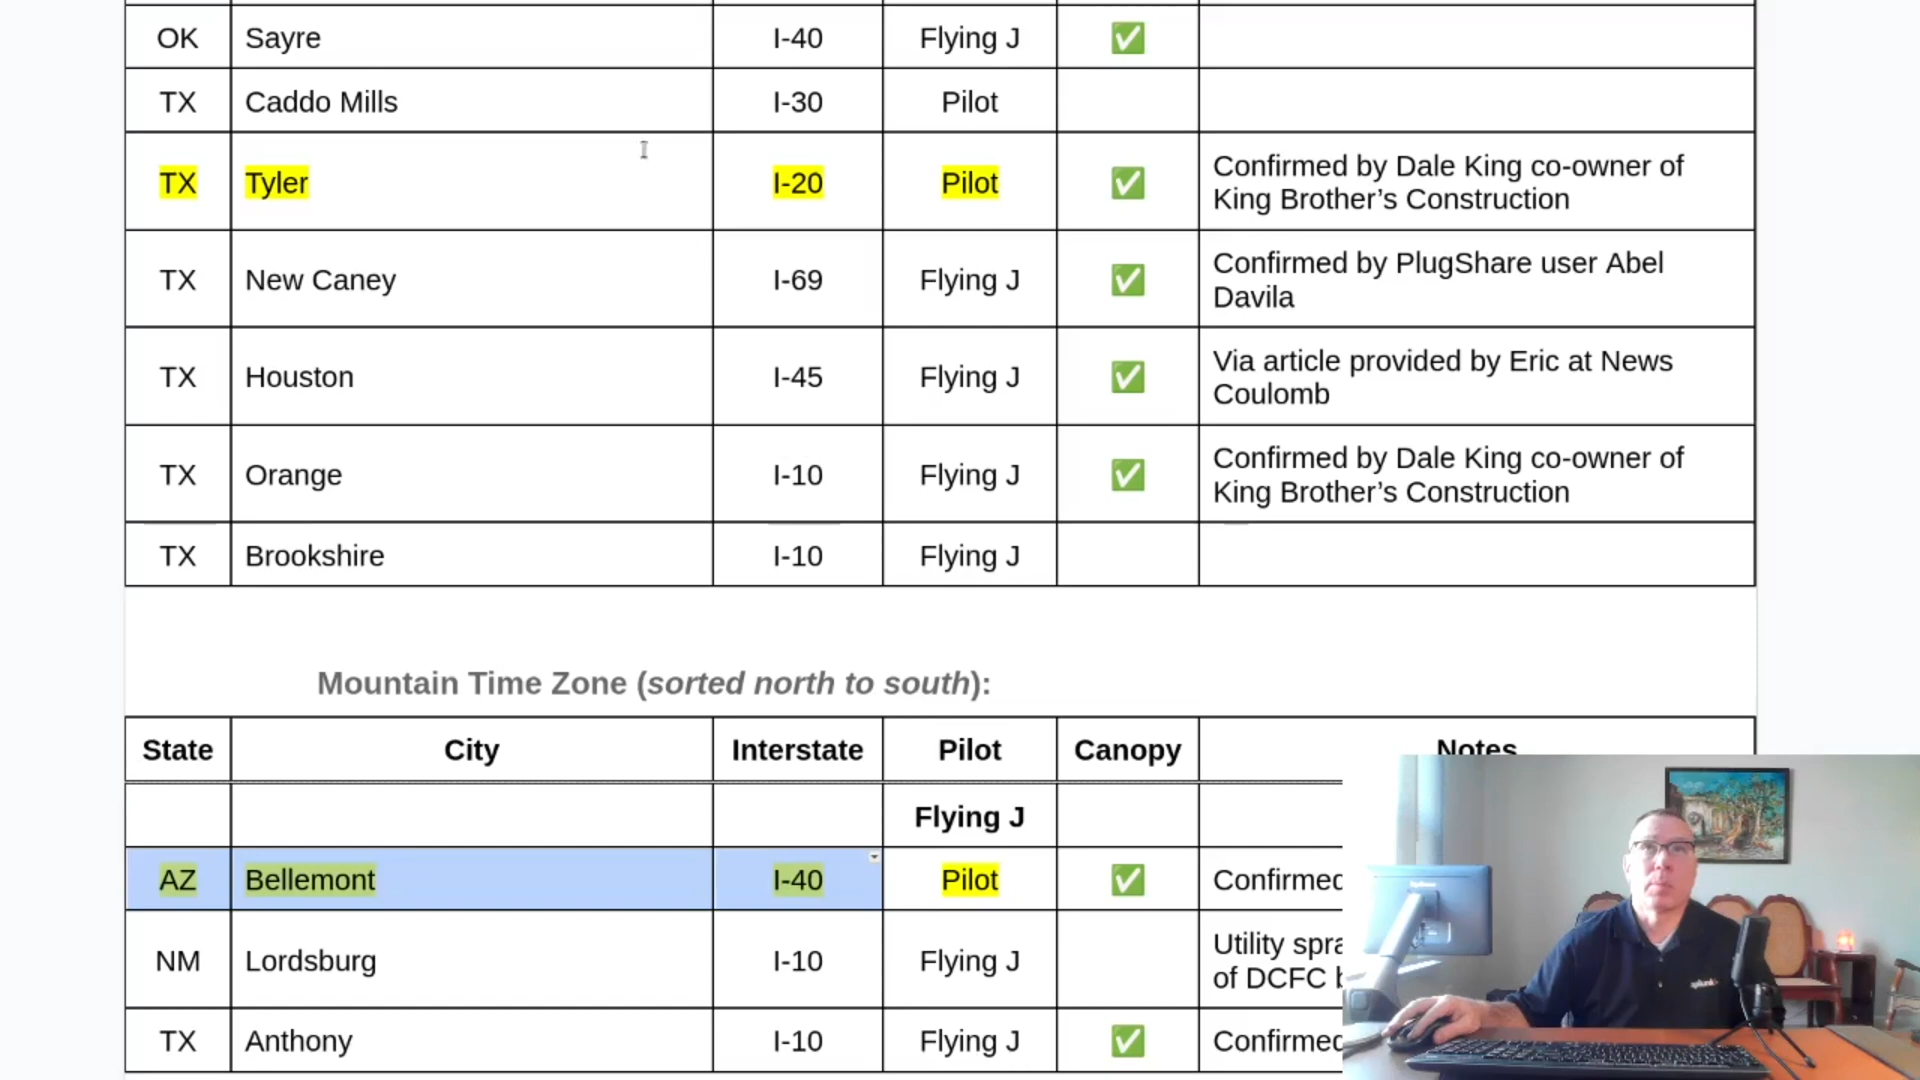 OK Sayre I-40 Flying J ✅
TX Caddo Mills I-30 Pilot
TX Tyler I-20 Pilot ✅ Confirmed by Dale King co-owner of
King Brother’s Construction
TX New Caney I-69 Flying J ✅ Confirmed by PlugShare user Abel
Davila
TX Houston I-45 Flying J ✅ Via article provided by Eric at News
Coulomb
TX Orange I-10 Flying J ✅ Confirmed by Dale King co-owner of
King Brother’s Construction
TX Brookshire I-10 Flying J
Mountain Time Zone (sorted north to south):
State City Interstate Pilot Canopy Notes
Flying J
AZ Bellemont I-40 Pilot ✅ Confirmed
NM Lordsburg I-10 Flying J Utility spra
of DCFC
TX Anthony I-10 Flying J ✅ Confirmed
splunk>